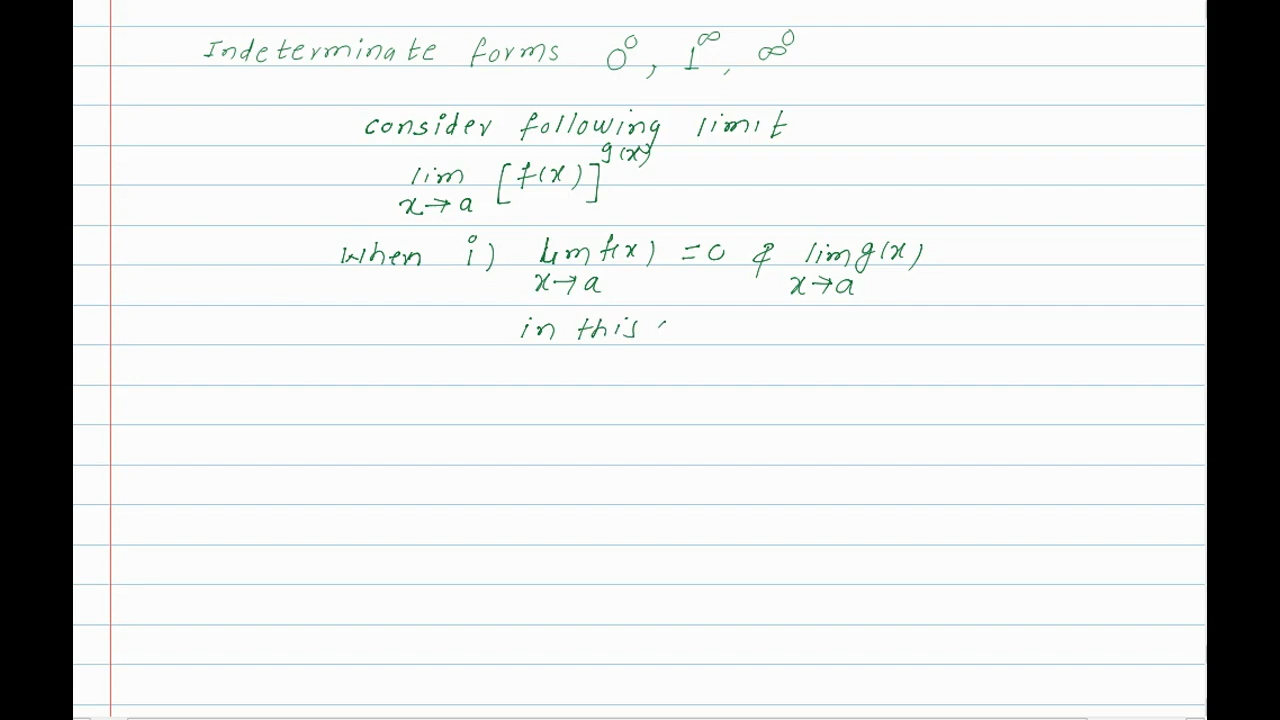 Indeterminate forms 0⁰, 1^∞, ∞⁰
consider following limit
lim x→a [f(x)]^g(x)
When i) lim x→a f(x) = 0 & lim x→a g(x)
in this